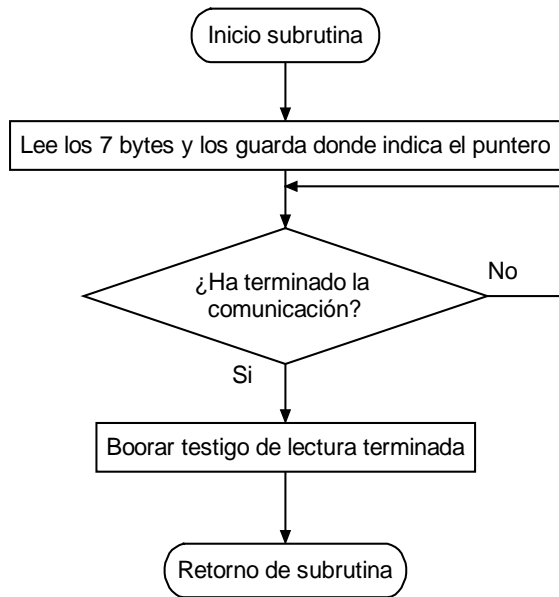 Inicio subrutina
Lee los 7 bytes y los guarda donde indica el puntero
¿Ha terminado la
comunicación?
No
Si
Boorar testigo de lectura terminada
Retorno de subrutina